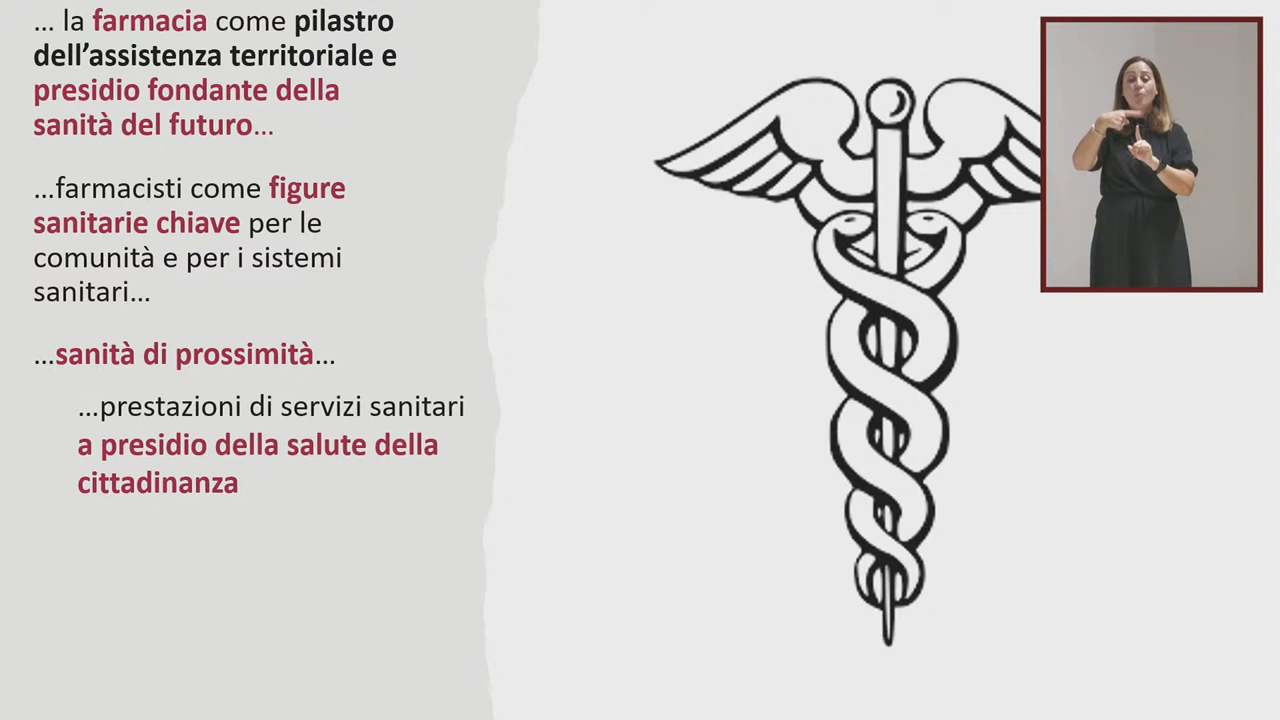 ... la farmacia come pilastro
dell’assistenza territoriale e
presidio fondante della
sanità del futuro...
...farmacisti come figure
sanitarie chiave per le
comunità e per i sistemi
sanitari...
...sanità di prossimità...
...prestazioni di servizi sanitari
a presidio della salute della
cittadinanza